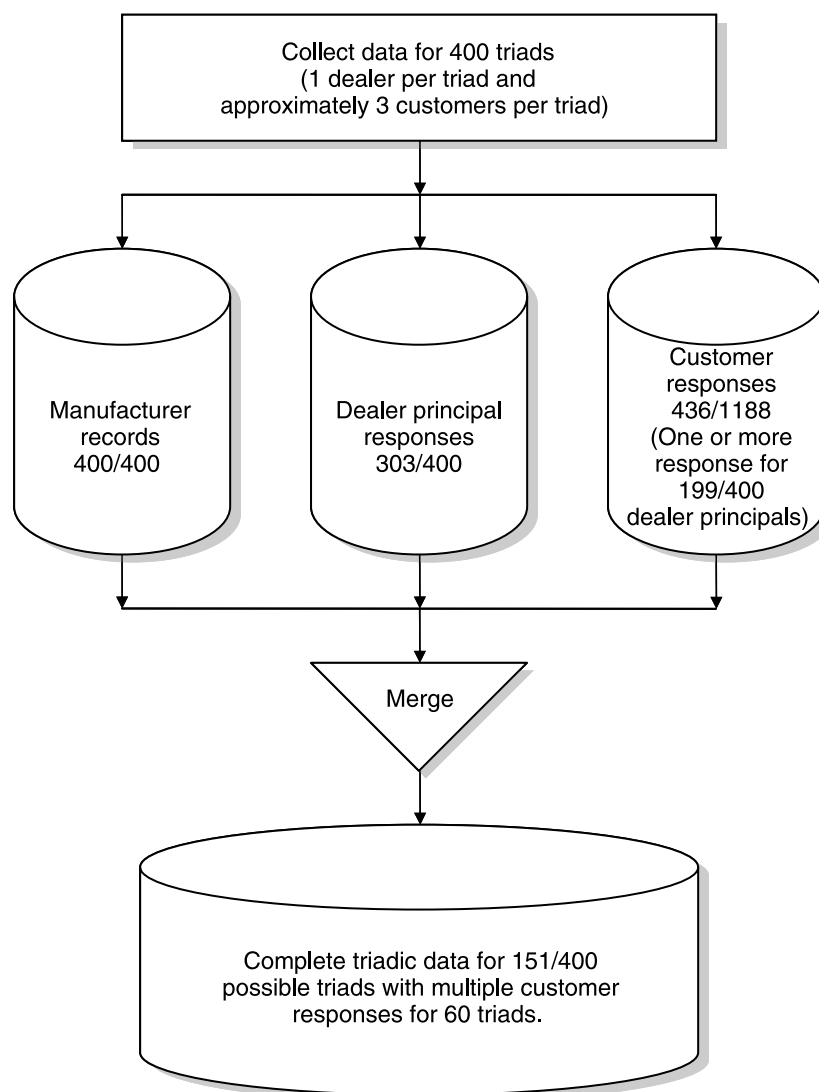 Collect data for 400 triads
(1 dealer per triad and
approximately 3 customers per triad)
Manufacturer
records
400/400
Dealer principal
responses
303/400
Customer
responses
436/1188
(One or more
response for
199/400
dealer principals)
Merge
Complete triadic data for 151/400
possible triads with multiple customer
responses for 60 triads.